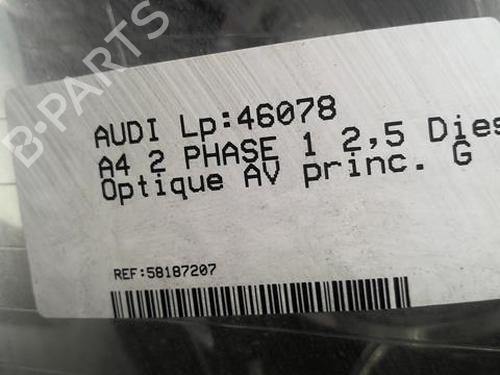 B-PARTS
AUDI Lp:46078
A4 2 PHASE 1 2,5 Dies
Optique AV princ. G
REF:58187207